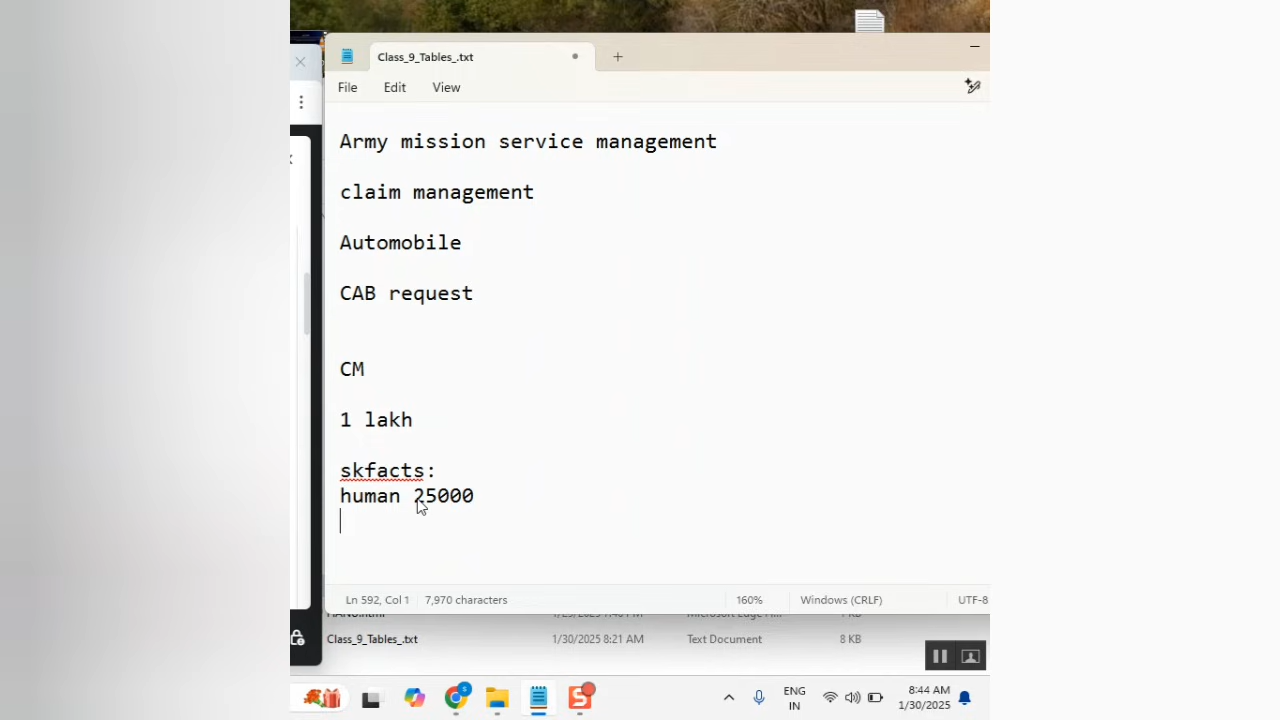 Class_9_Tables_.txt
File Edit View
Army mission service management
claim management
Automobile
CAB request
CM
1 lakh
skfacts:
human 25000
Ln 592, Col 1 7,970 characters 160% Windows (CRLF) UTF-8
Class_9_Tables_.txt 1/30/2025 8:21 AM Text Document 8 KB
ENG
IN
8:44 AM
1/30/2025